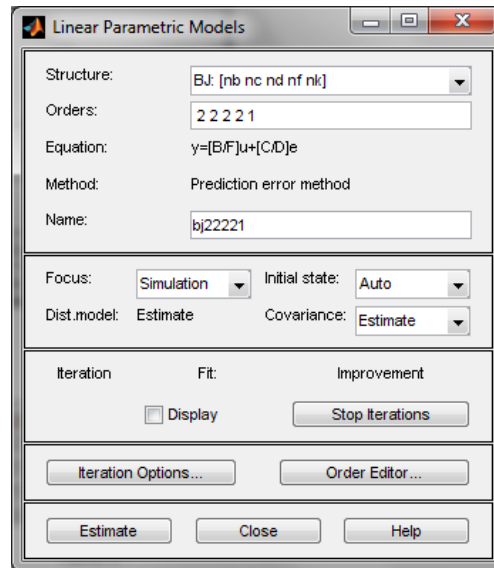 Linear Parametric Models
Structure: BJ: [nb nc nd nf nk]
Orders: 2 2 2 2 1
Equation: y=[B/F]u+[C/D]e
Method: Prediction error method
Name: bj22221
Focus: Simulation Initial state: Auto
Dist.model: Estimate Covariance: Estimate
Iteration Fit: Improvement
Display Stop Iterations
Iteration Options... Order Editor...
Estimate Close Help